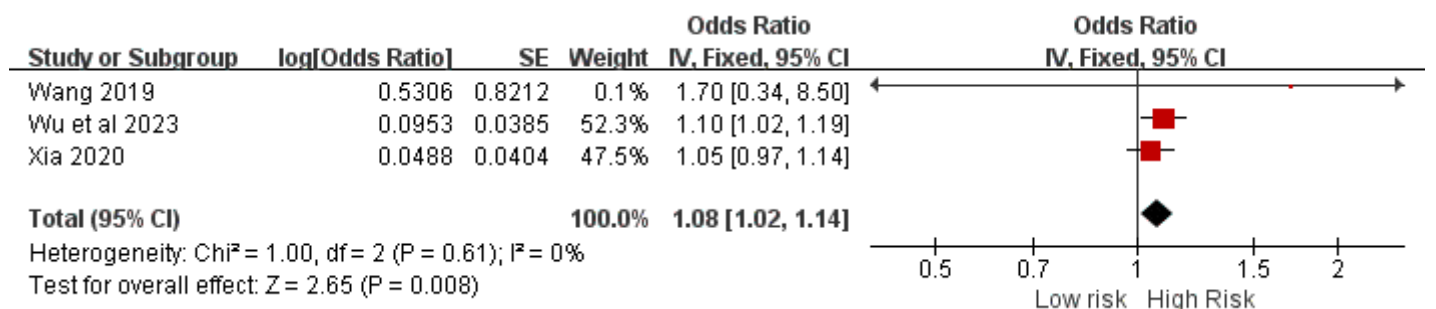 Odds Ratio Odds Ratio
Study or Subgroup log[Odds Ratio] SE Weight IV, Fixed, 95% CI IV, Fixed, 95% CI
Wang 2019 0.5306 0.8212 0.1% 1.70 [0.34, 8.50]
Wu et al 2023 0.0953 0.0385 52.3% 1.10 [1.02, 1.19]
Xia 2020 0.0488 0.0404 47.5% 1.05 [0.97, 1.14]
Total (95% CI) 100.0% 1.08 [1.02, 1.14]
Heterogeneity: Chi² = 1.00, df = 2 (P = 0.61); I² = 0%
Test for overall effect: Z = 2.65 (P = 0.008)
0.5 0.7 1 1.5 2
Low risk High Risk